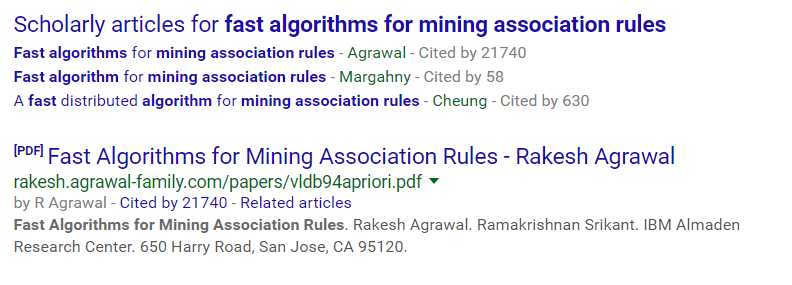 Scholarly articles for fast algorithms for mining association rules
Fast algorithms for mining association rules - Agrawal - Cited by 21740
Fast algorithm for mining association rules - Margahny - Cited by 58
A fast distributed algorithm for mining association rules - Cheung - Cited by 630
[PDF] Fast Algorithms for Mining Association Rules - Rakesh Agrawal
rakesh.agrawal-family.com/papers/vldb94apriori.pdf
by R Agrawal - Cited by 21740 - Related articles
Fast Algorithms for Mining Association Rules. Rakesh Agrawal. Ramakrishnan Srikant. IBM Almaden
Research Center. 650 Harry Road, San Jose, CA 95120.